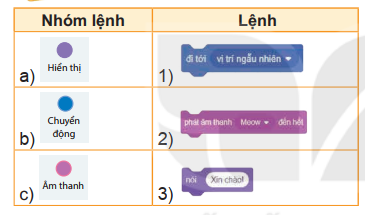 Nhóm lệnh Lệnh
a) Hiển thị 1) đi tới vị trí ngẫu nhiên
b) Chuyển động 2) phát âm thanh Meow đến hết
c) Âm thanh 3) nói Xin chào!